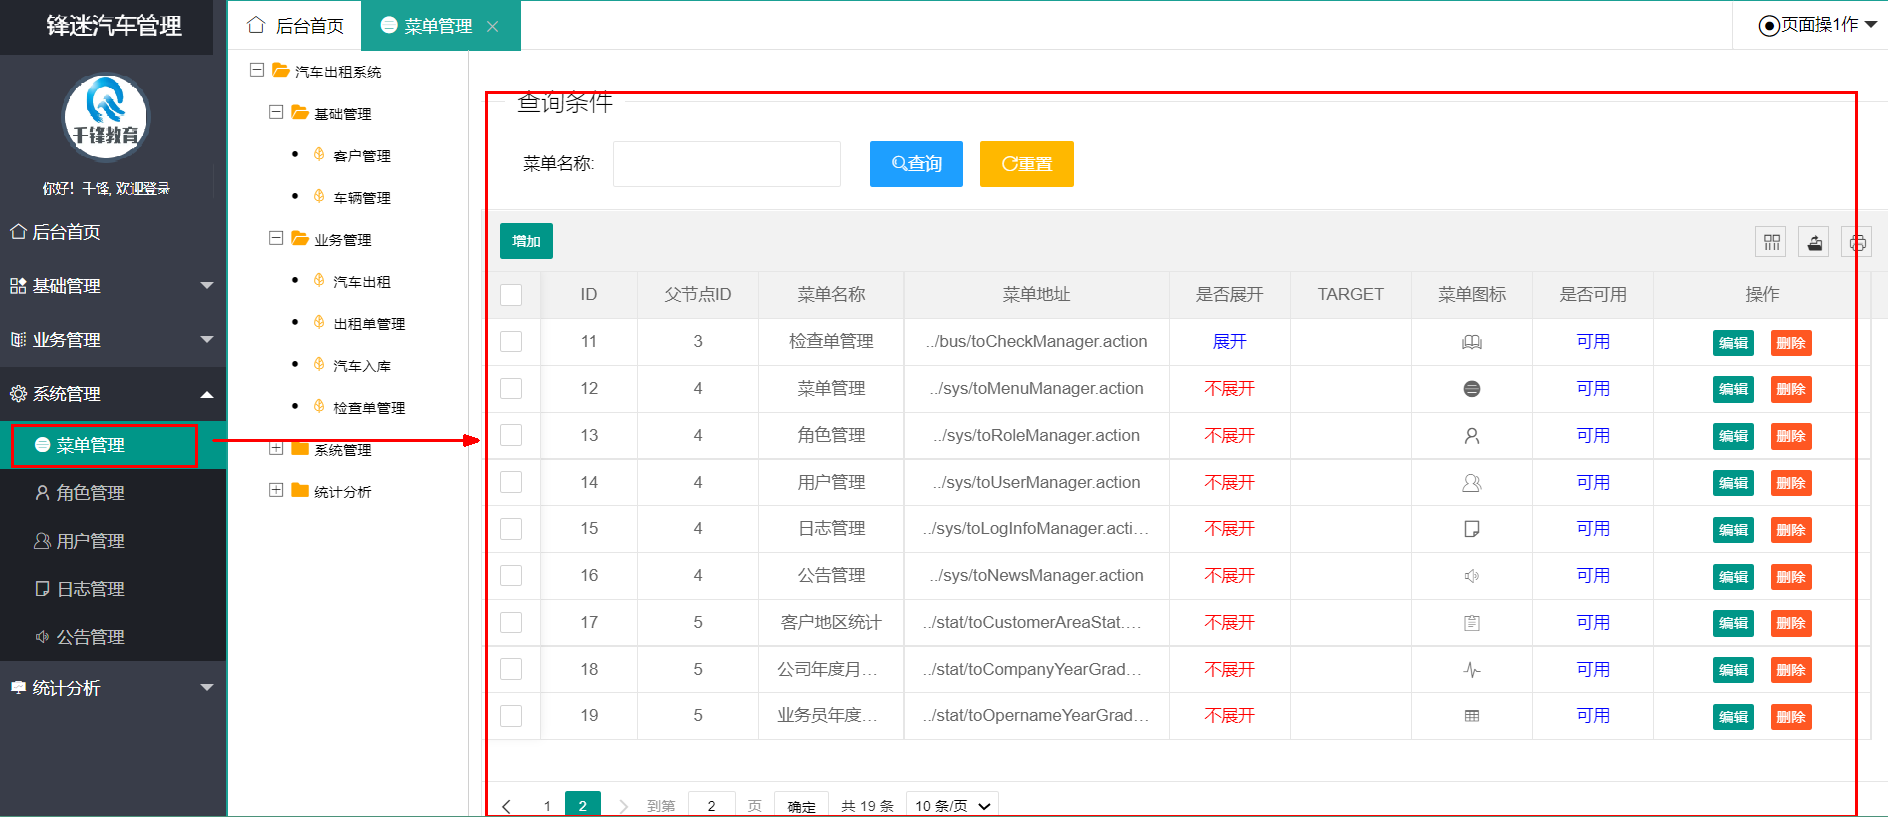 锋迷汽车管理
千锋教育
你好！千锋, 欢迎登录
后台首页
基础管理
业务管理
系统管理
菜单管理
角色管理
用户管理
日志管理
公告管理
统计分析
后台首页 菜单管理 页面操1作
汽车出租系统
基础管理
客户管理
车辆管理
业务管理
汽车出租
出租单管理
汽车入库
检查单管理
系统管理
统计分析
查询条件
菜单名称: 查询 重置
增加
ID 父节点ID 菜单名称 菜单地址 是否展开 TARGET 菜单图标 是否可用 操作
11 3 检查单管理 ../bus/toCheckManager.action 展开 可用 编辑 删除
12 4 菜单管理 ../sys/toMenuManager.action 不展开 可用 编辑 删除
13 4 角色管理 ../sys/toRoleManager.action 不展开 可用 编辑 删除
14 4 用户管理 ../sys/toUserManager.action 不展开 可用 编辑 删除
15 4 日志管理 ../sys/toLogInfoManager.acti... 不展开 可用 编辑 删除
16 4 公告管理 ../sys/toNewsManager.action 不展开 可用 编辑 删除
17 5 客户地区统计 ../stat/toCustomerAreaStat.... 不展开 可用 编辑 删除
18 5 公司年度月... ../stat/toCompanyYearGrad... 不展开 可用 编辑 删除
19 5 业务员年度... ../stat/toOpernameYearGrad... 不展开 可用 编辑 删除
1 2 到第 2 页 确定 共 19 条 10 条/页